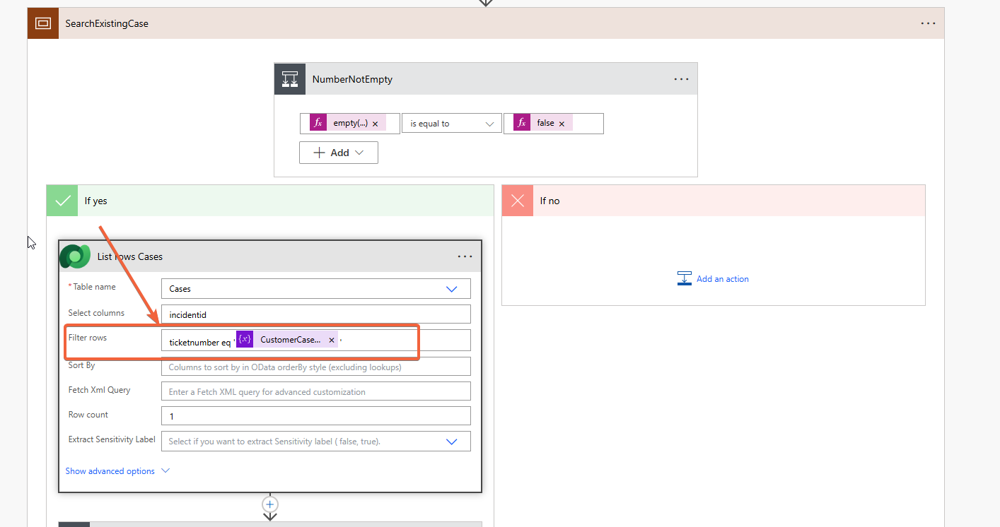 SearchExistingCase
NumberNotEmpty
fx empty(...) × is equal to fx false ×
+ Add
If yes
If no
List rows Cases
Add an action
*Table name Cases
Select columns incidentid
Filter rows ticketnumber eq ' {x} CustomerCase... × '
Sort By Columns to sort by in OData orderBy style (excluding lookups)
Fetch Xml Query Enter a Fetch XML query for advanced customization
Row count 1
Extract Sensitivity Label Select if you want to extract Sensitivity label ( false, true).
Show advanced options